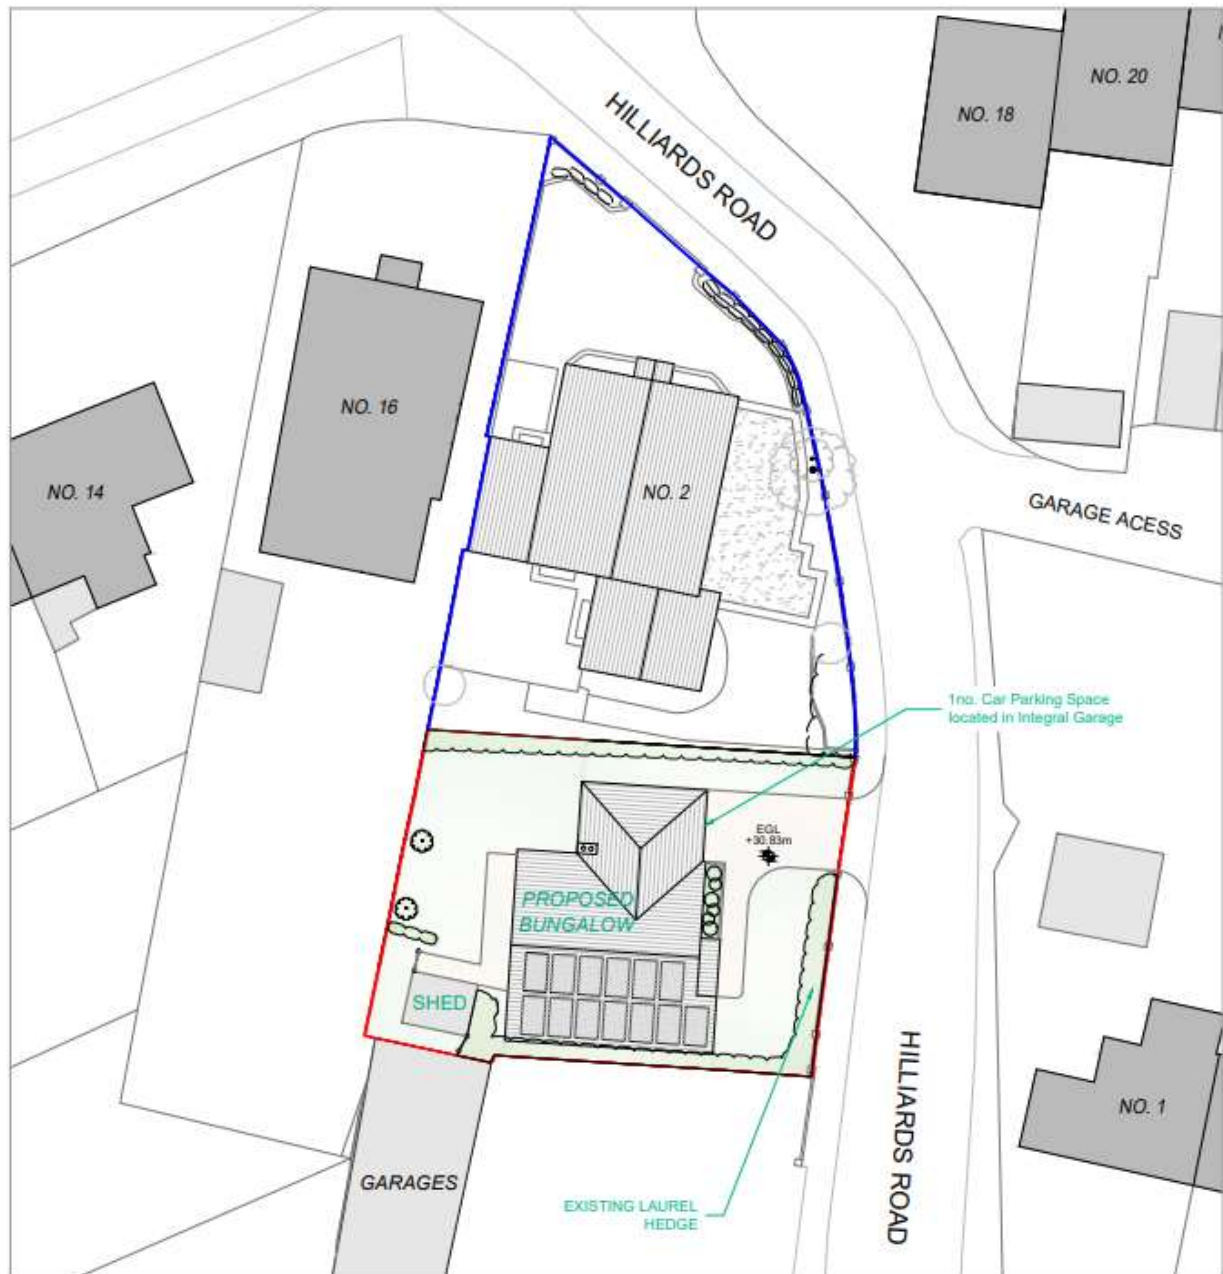 NO. 20
NO. 18
HILLIARDS ROAD
NO. 16
NO. 14
NO. 2
GARAGE ACESS
1no. Car Parking Space
located in Integral Garage
EGL
+30.83m
PROPOSED
BUNGALOW
SHED
HILLIARDS ROAD
NO. 1
GARAGES
EXISTING LAUREL
HEDGE